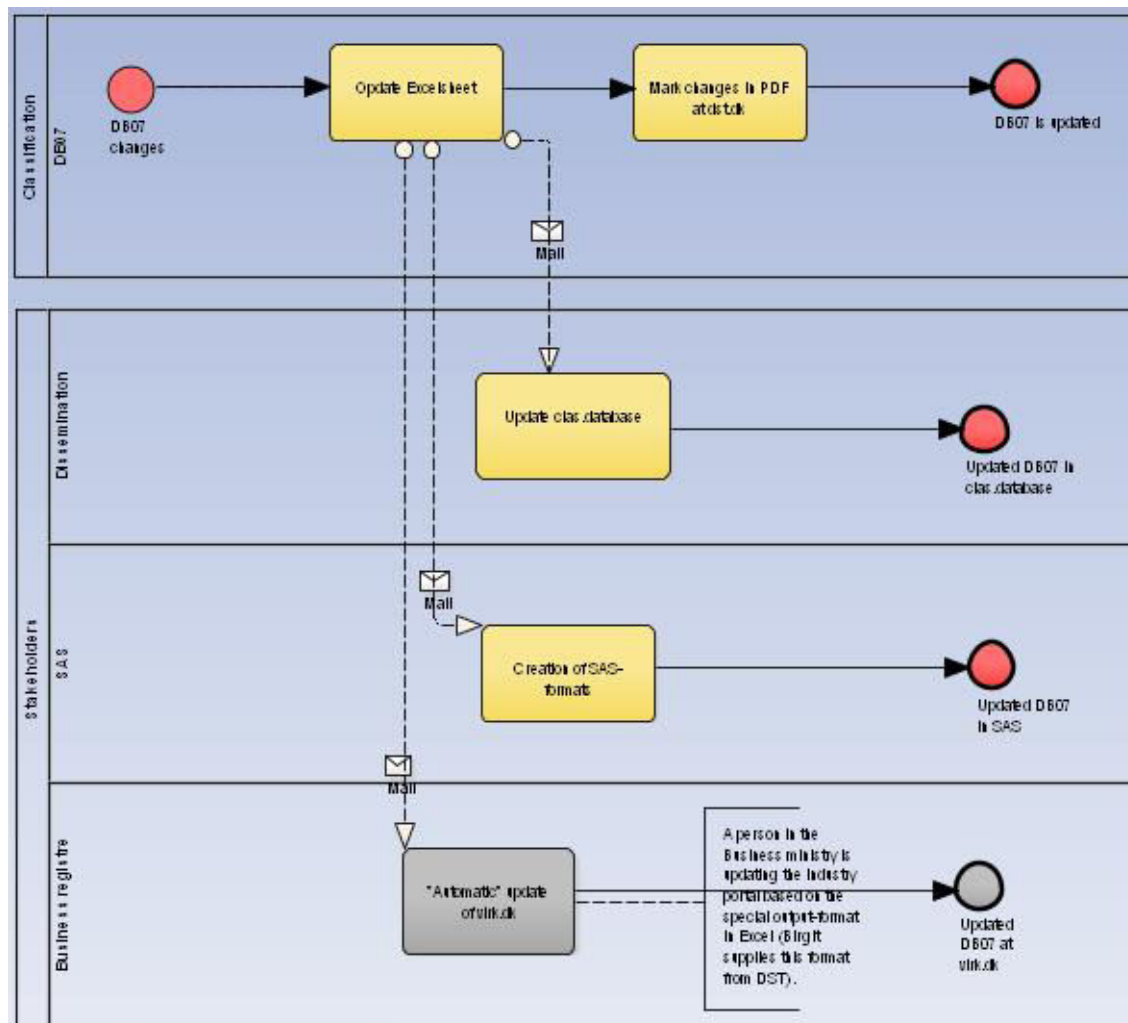 Classification
DB07
DB07
changes
Opdate Excelsheet
Mark changes in PDF
at dst.dk
DB07 is updated
Mail
Stakeholders
Dissemination
Update clas.database
Updated DB07 in
clas.database
SAS
Mail
Creation of SAS-
formats
Updated DB07
in SAS
Mail
Business registre
"Automatic" update
of virk.dk
A person in the
Business ministry is
updating the industry
portal based on the
special output-format
in Excel (Birgit
supplies this format
from DST).
Updated
DB07 at
virk.dk